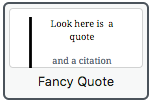 Look here is a
quote
and a citation
Fancy Quote